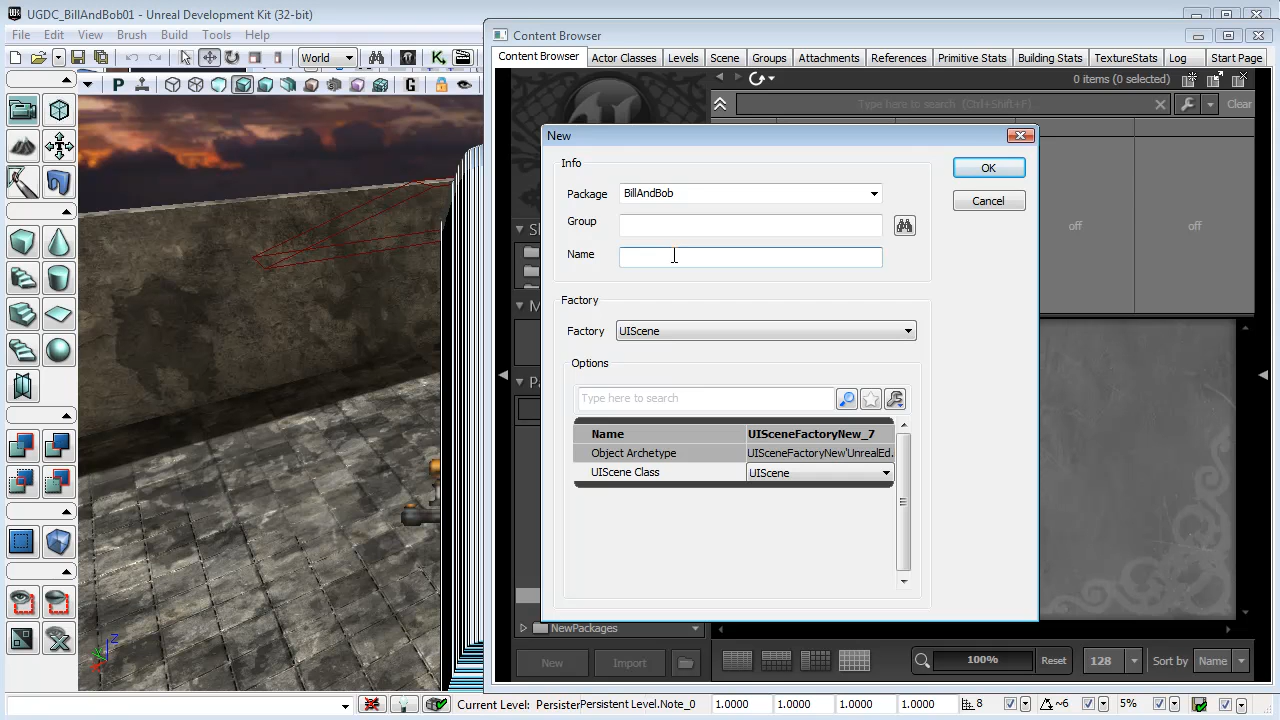 UGDC_BillAndBob01 - Unreal Development Kit (32-bit)
File Edit View Brush Build Tools Help
World
P
G
Content Browser
Content Browser Actor Classes Levels Scene Groups Attachments References Primitive Stats Building Stats Log Start Page
0 items (0 selected)
Type here to search (Ctrl+Shift+F)
Clear
off off
New
Info
Package BillAndBob
Group
Name
OK
Cancel
Factory
Factory UIScene
Options
Type here to search
Name UISceneFactoryNew_7
Object Archetype UISceneFactoryNew'UnrealEd.
UIScene Class UIScene
NewPackages
New Import
100% Reset 128 Sort by Name
Z
Current Level: Persister Persistent Level.Note_0 1.0000 1.0000 1.0000 1.0000 8 ~0 5%